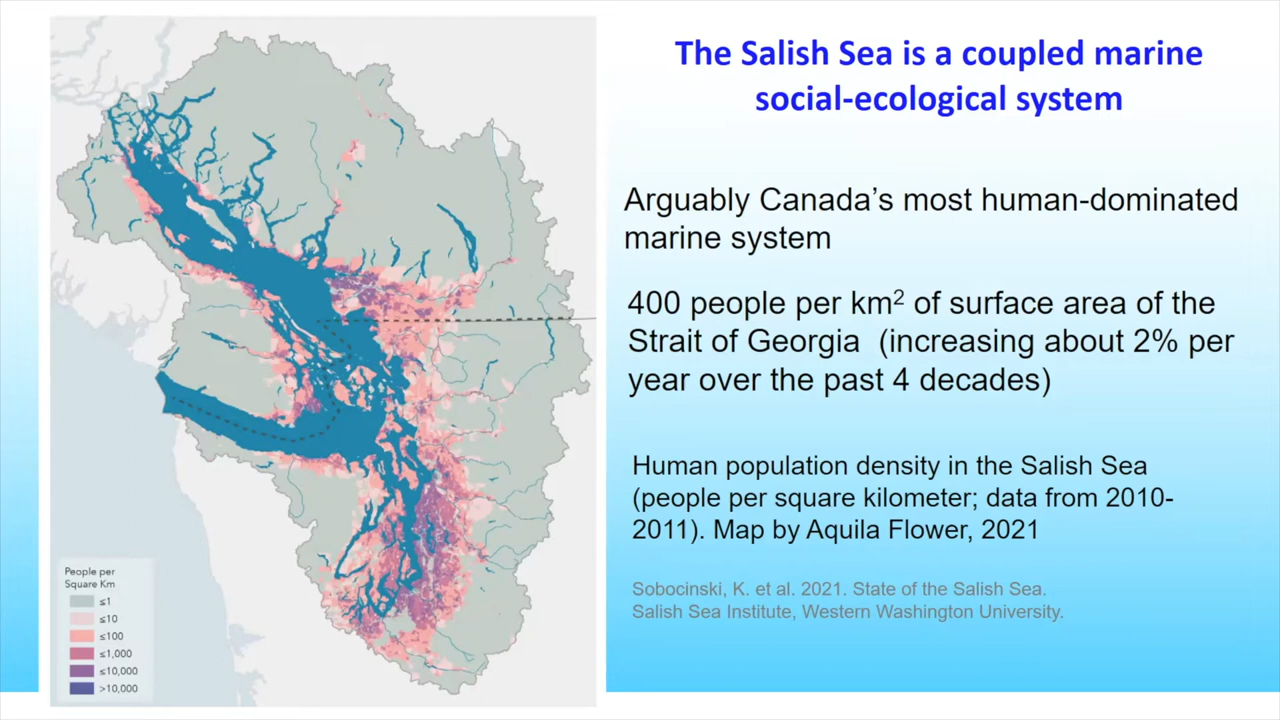 The Salish Sea is a coupled marine
social-ecological system
Arguably Canada's most human-dominated
marine system
400 people per km² of surface area of the
Strait of Georgia (increasing about 2% per
year over the past 4 decades)
Human population density in the Salish Sea
(people per square kilometer; data from 2010-
2011). Map by Aquila Flower, 2021
Sobocinski, K. et al. 2021. State of the Salish Sea.
Salish Sea Institute, Western Washington University.
People per
Square Km
≤1
≤10
≤100
≤1,000
≤10,000
>10,000